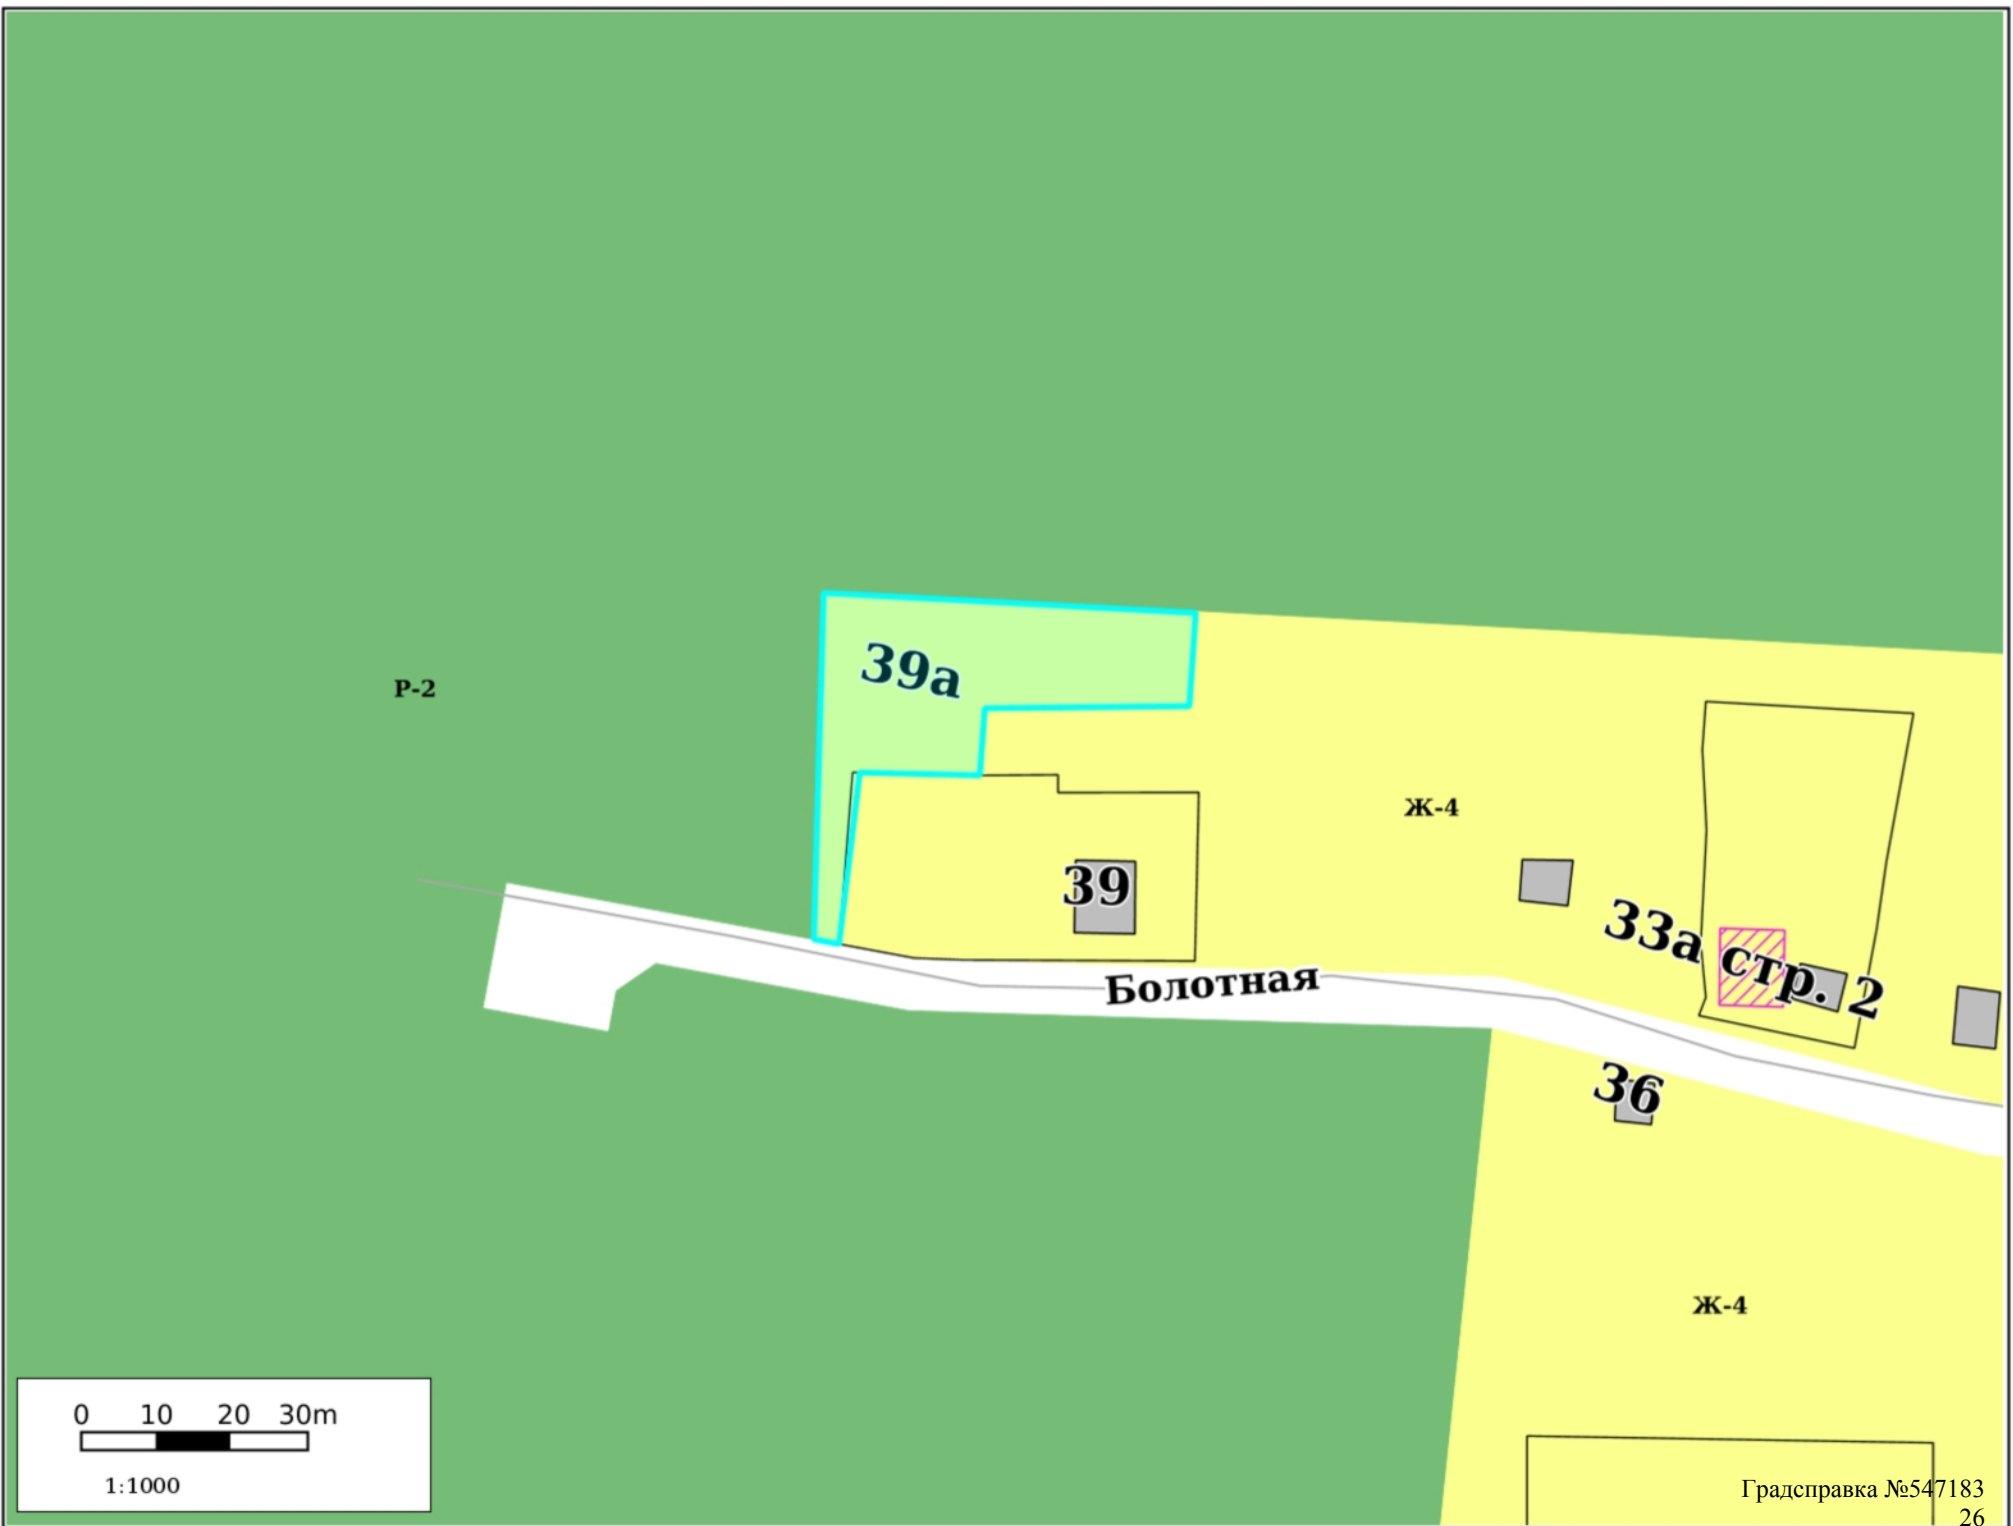 39а
Р-2
Ж-4
39
33а стр. 2
Болотная
36
Ж-4
0 10 20 30m
1:1000
Градсправка №547183
26